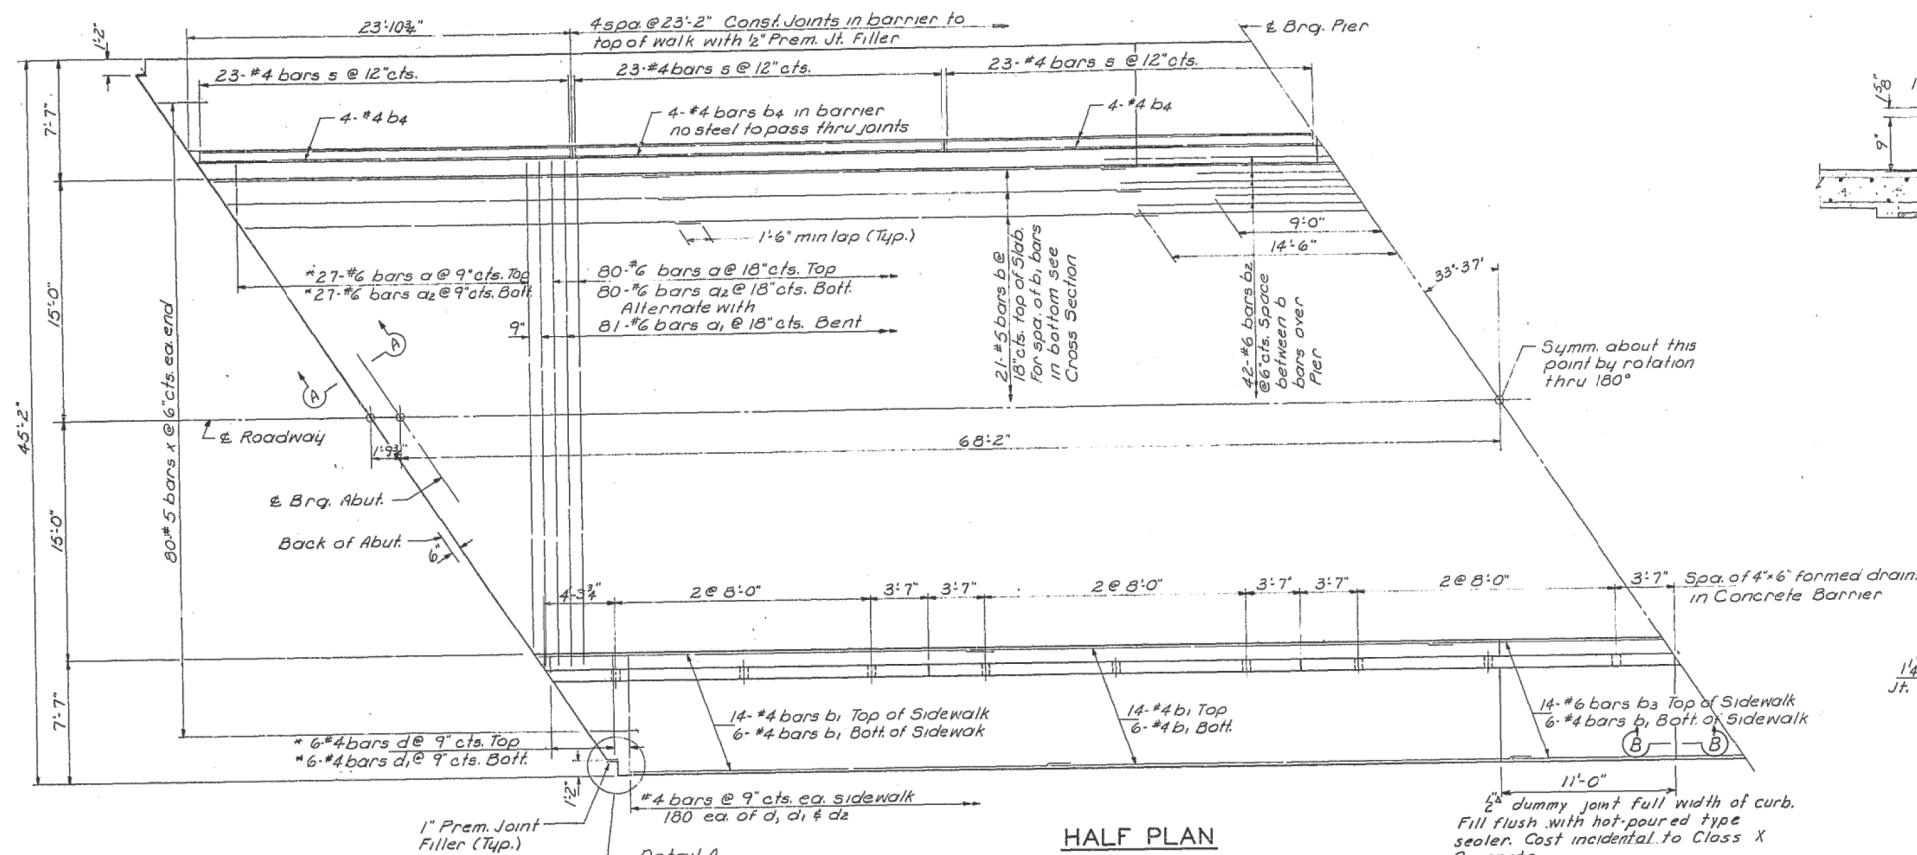 23'-10¾"
4 spa. @ 23'-2" Const. Joints in barrier to
top of walk with ½" Prem. Jt. Filler
℄ Brg. Pier
1'-2"
23- #4 bars s @ 12" cts.
23- #4 bars s @ 12" cts.
23- #4 bars s @ 12" cts.
4- #4 b4
4- #4 bars b4 in barrier
no steel to pass thru joints
4- #4 b4
7'-7"
9"
1'-6" min lap (Typ.)
9'-0"
14'-6"
33°-37'
*27- #6 bars a @ 9" cts. Top
*27- #6 bars a2 @ 9" cts. Bott.
80- #6 bars a @ 18" cts. Top
80- #6 bars a2 @ 18" cts. Bott.
Alternate with
81- #6 bars a1 @ 18" cts. Bent
9"
21- #5 bars b @
18" cts. top of Slab.
For spa. of b1 bars
in bottom see
Cross Section
42- #6 bars b2
@ 6" cts. Space
between b
bars over
Pier
15'-0"
A
A
Symm. about this
point by rotation
thru 180°
45'-2"
80- #5 bars x @ 6" cts. ea. end
℄ Roadway
1'-9¾"
68'-2"
℄ Brg. Abut.
15'-0"
Back of Abut.
6"
4'-3¾"
2 @ 8'-0"
3'-7"
3'-7"
2 @ 8'-0"
3'-7"
3'-7"
2 @ 8'-0"
3'-7"
Spa. of 4"x6" formed drain
in Concrete Barrier
7'-7"
14- #4 bars b1 Top of Sidewalk
6- #4 bars b1 Bott. of Sidewak
14- #4 b1 Top
6- #4 b1 Bott.
14- #6 bars b3 Top of Sidewalk
6- #4 bars b1 Bott. of Sidewalk
B
B
* 6- #4 bars d @ 9" cts. Top
*6- #4 bars d1 @ 9" cts. Bott.
1'-2"
#4 bars @ 9" cts. ea. sidewalk
180 ea. of d, d1 & d2
11'-0"
1" Prem. Joint
Filler (Typ.)
HALF PLAN
½" dummy joint full width of curb.
Fill flush with hot-poured type
sealer. Cost incidental to Class X
Jt.